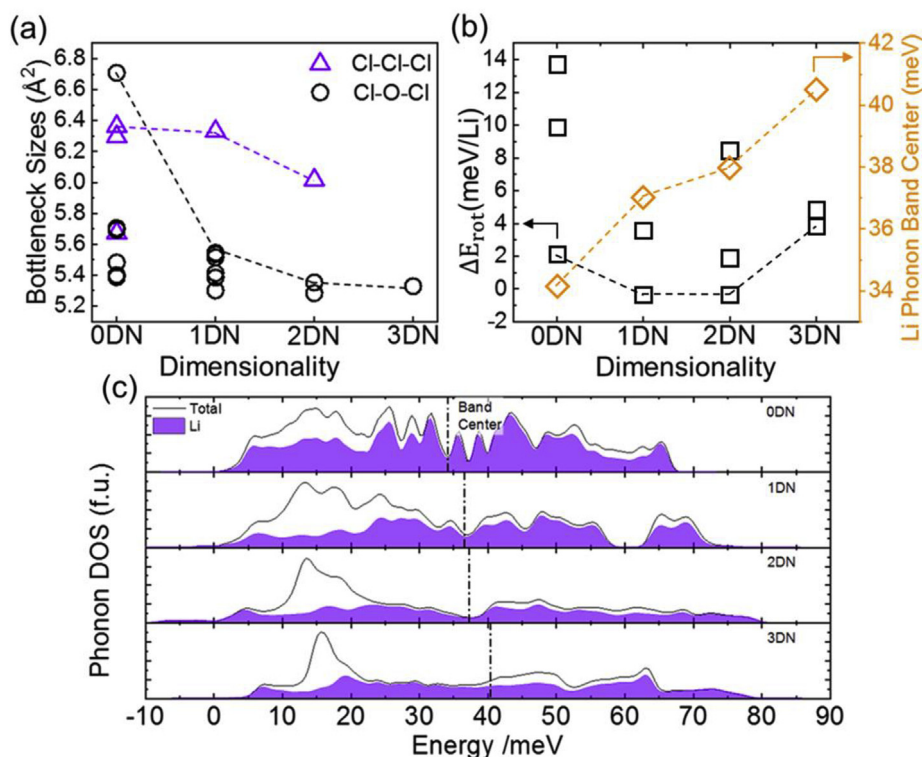 (a)
Bottleneck Sizes (Å²)
6.8
6.6
6.4
6.2
6.0
5.8
5.6
5.4
5.2
Cl-Cl-Cl
Cl-O-Cl
0DN 1DN 2DN 3DN
Dimensionality
(b)
ΔE_rot(meV/Li)
14
12
10
8
6
4
2
0
-2
42
40
38
36
34
Li Phonon Band Center (meV)
0DN 1DN 2DN 3DN
Dimensionality
(c)
Phonon DOS (f.u.)
Total
Li
Band
Center
0DN
1DN
2DN
3DN
-10 0 10 20 30 40 50 60 70 80 90
Energy /meV